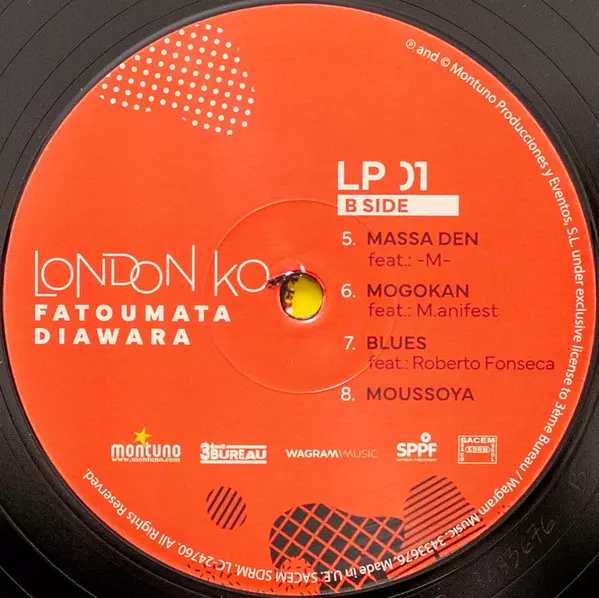 LP 01
B SIDE
5. MASSA DEN
feat.: -M-
6. MOGOKAN
feat.: M.anifest
7. BLUES
feat.: Roberto Fonseca
8. MOUSSOYA
LONDON KO
FATOUMATA
DIAWARA
montuno
www.montuno.com
3ème BUREAU
WAGRAM MUSIC
SPPF
SACEM
SDRM
℗ and © Montuno Producciones y Eventos, S.L. under exclusive license to 3ème Bureau / Wagram Music. 3433676. Made in U.E. SACEM SDRM. LC-24760. All Rights Reserved.